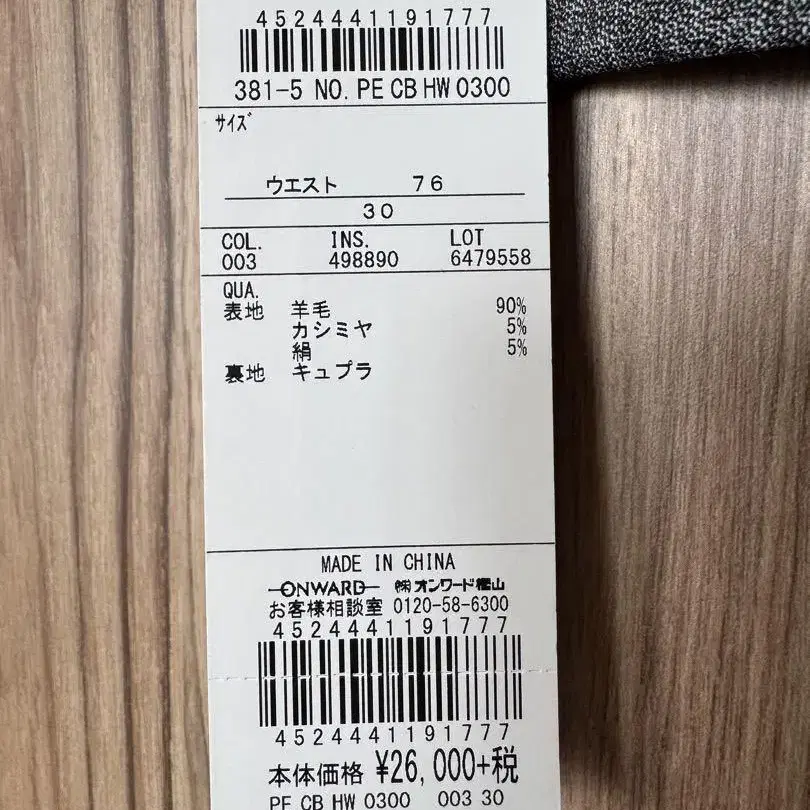 4524441191777
381-5 NO. PE CB HW 0300
サイズ
ウエスト 76
30
COL. INS. LOT
003 498890 6479558
QUA.
表地 羊毛 90%
カシミヤ 5%
絹 5%
裏地 キュプラ
MADE IN CHINA
ONWARD ㈱オンワード樫山
お客様相談室 0120-58-6300
4524441191777
4524441191777
本体価格 ¥26,000+税
PE CB HW 0300 003 30